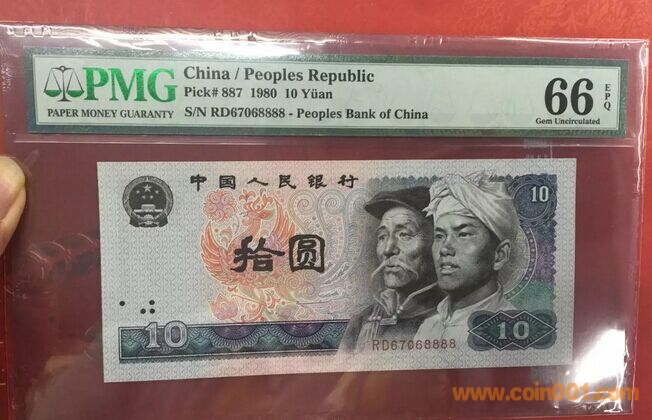 PMG
PAPER MONEY GUARANTY
China / Peoples Republic
Pick# 887 1980 10 Yüan
S/N RD67068888 - Peoples Bank of China
66
EPQ
Gem Uncirculated
中国人民银行
10
拾圆
10
RD67068888
10
www.coin001.com